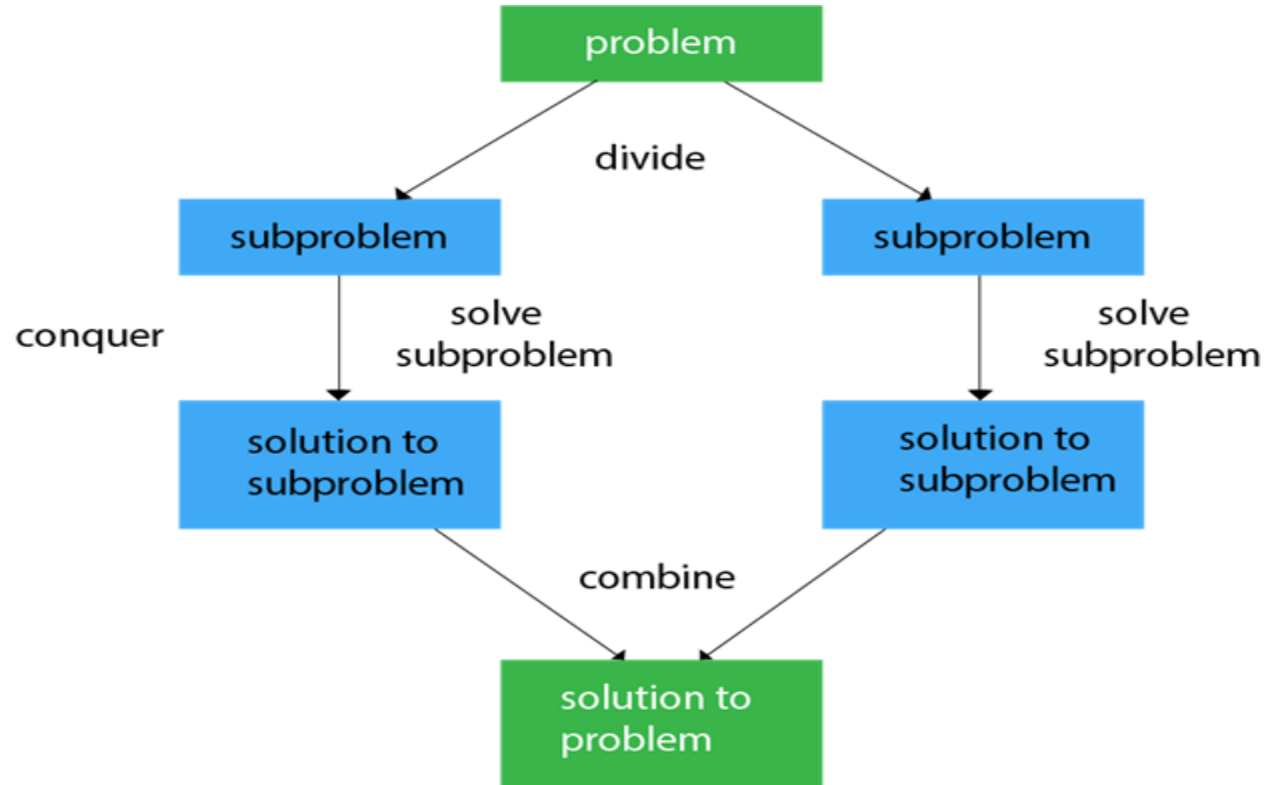 problem
divide
subproblem
subproblem
conquer
solve
subproblem
solve
subproblem
solution to
subproblem
solution to
subproblem
combine
solution to
problem